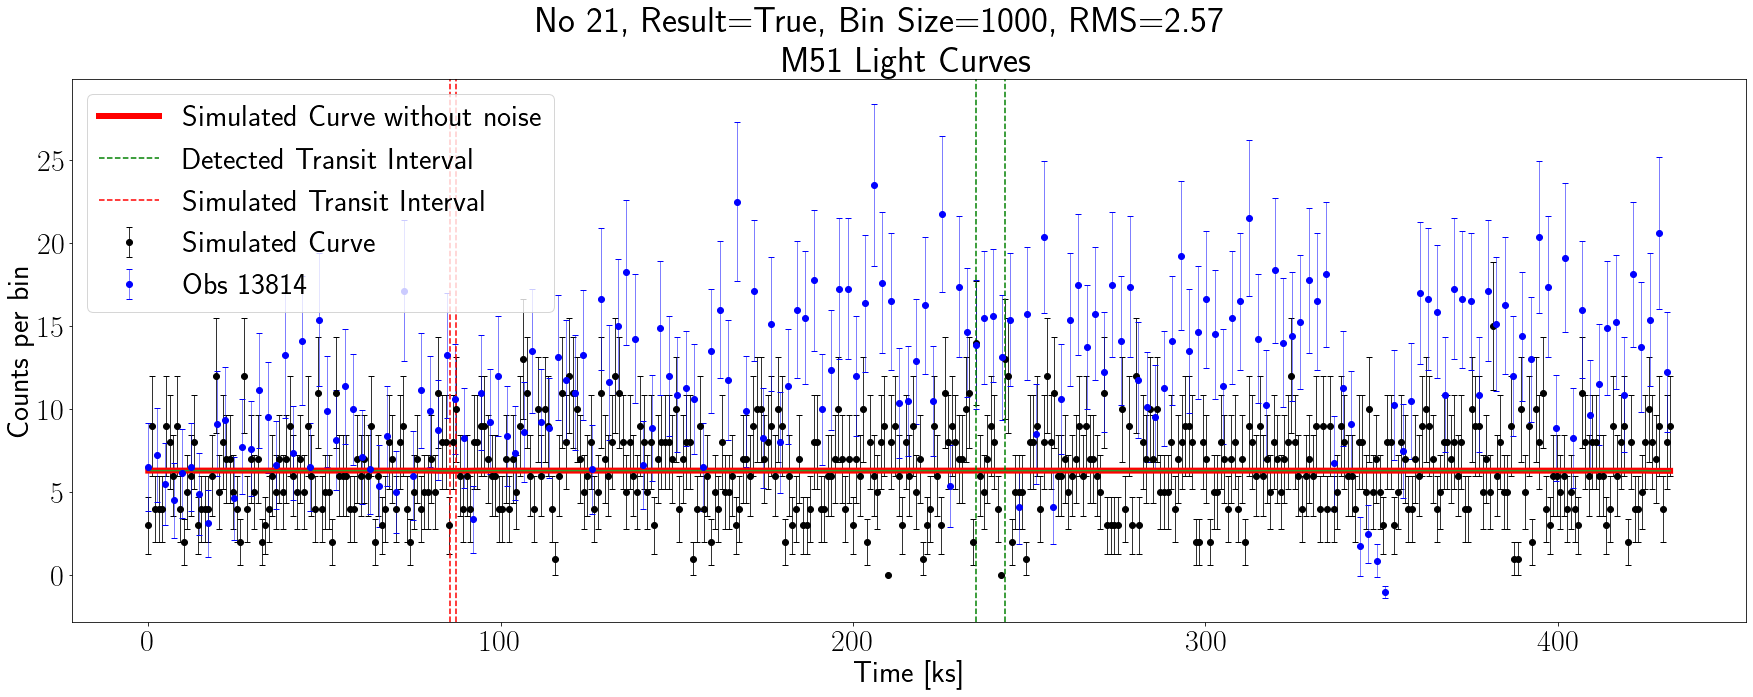 No 21, Result=True, Bin Size=1000, RMS=2.57
M51 Light Curves
Simulated Curve without noise
Detected Transit Interval
Simulated Transit Interval
Simulated Curve
Obs 13814
Counts per bin
25
20
15
10
5
0
0 100 200 300 400
Time [ks]